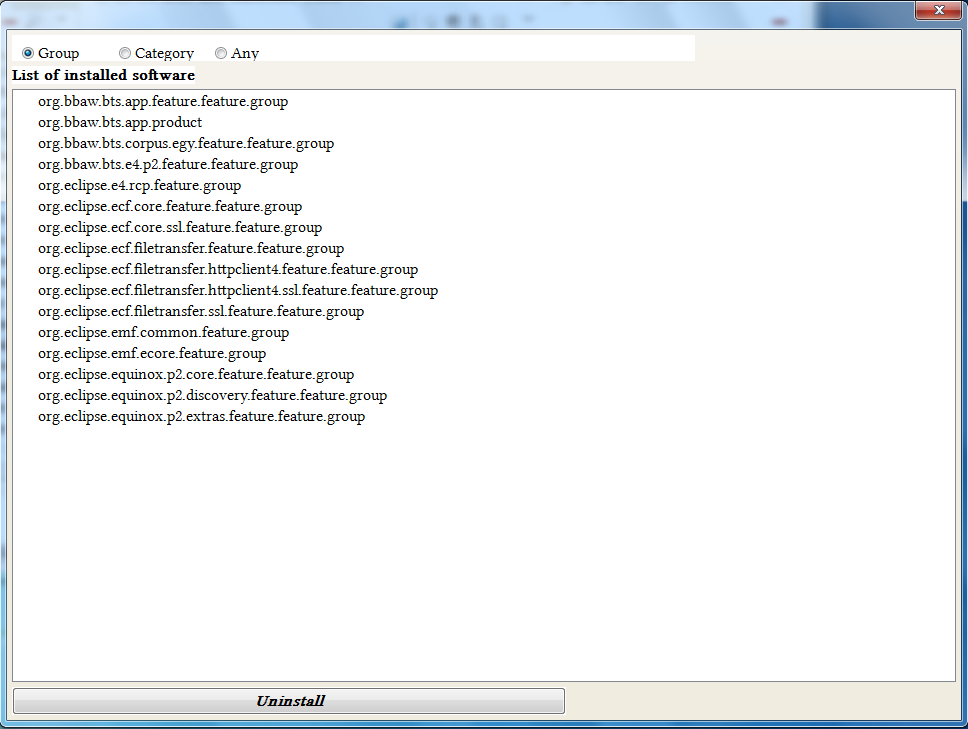 Group Category Any
List of installed software
org.bbaw.bts.app.feature.feature.group
org.bbaw.bts.app.product
org.bbaw.bts.corpus.egy.feature.feature.group
org.bbaw.bts.e4.p2.feature.feature.group
org.eclipse.e4.rcp.feature.group
org.eclipse.ecf.core.feature.feature.group
org.eclipse.ecf.core.ssl.feature.feature.group
org.eclipse.ecf.filetransfer.feature.feature.group
org.eclipse.ecf.filetransfer.httpclient4.feature.feature.group
org.eclipse.ecf.filetransfer.httpclient4.ssl.feature.feature.group
org.eclipse.ecf.filetransfer.ssl.feature.feature.group
org.eclipse.emf.common.feature.group
org.eclipse.emf.ecore.feature.group
org.eclipse.equinox.p2.core.feature.feature.group
org.eclipse.equinox.p2.discovery.feature.feature.group
org.eclipse.equinox.p2.extras.feature.feature.group
Uninstall